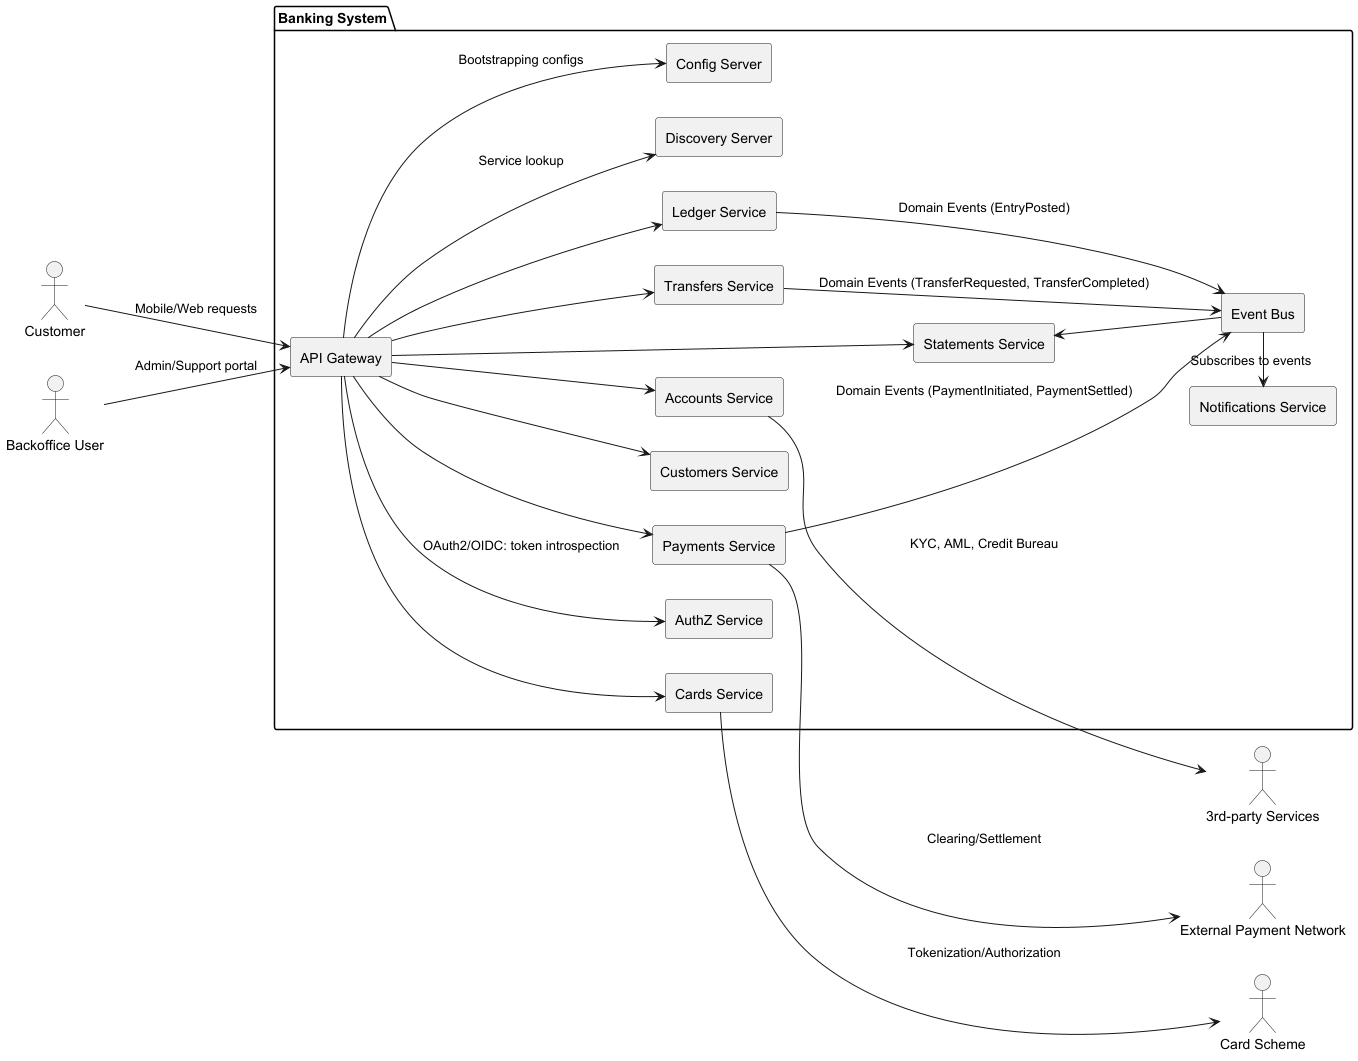 Banking System
Bootstrapping configs
Config Server
Discovery Server
Service lookup
Ledger Service
Domain Events (EntryPosted)
Transfers Service
Domain Events (TransferRequested, TransferCompleted)
Mobile/Web requests
Event Bus
Customer
Statements Service
API Gateway
Subscribes to events
Admin/Support portal
Domain Events (PaymentInitiated, PaymentSettled)
Accounts Service
Notifications Service
Backoffice User
Customers Service
OAuth2/OIDC: token introspection
Payments Service
KYC, AML, Credit Bureau
AuthZ Service
Cards Service
3rd-party Services
Clearing/Settlement
External Payment Network
Tokenization/Authorization
Card Scheme